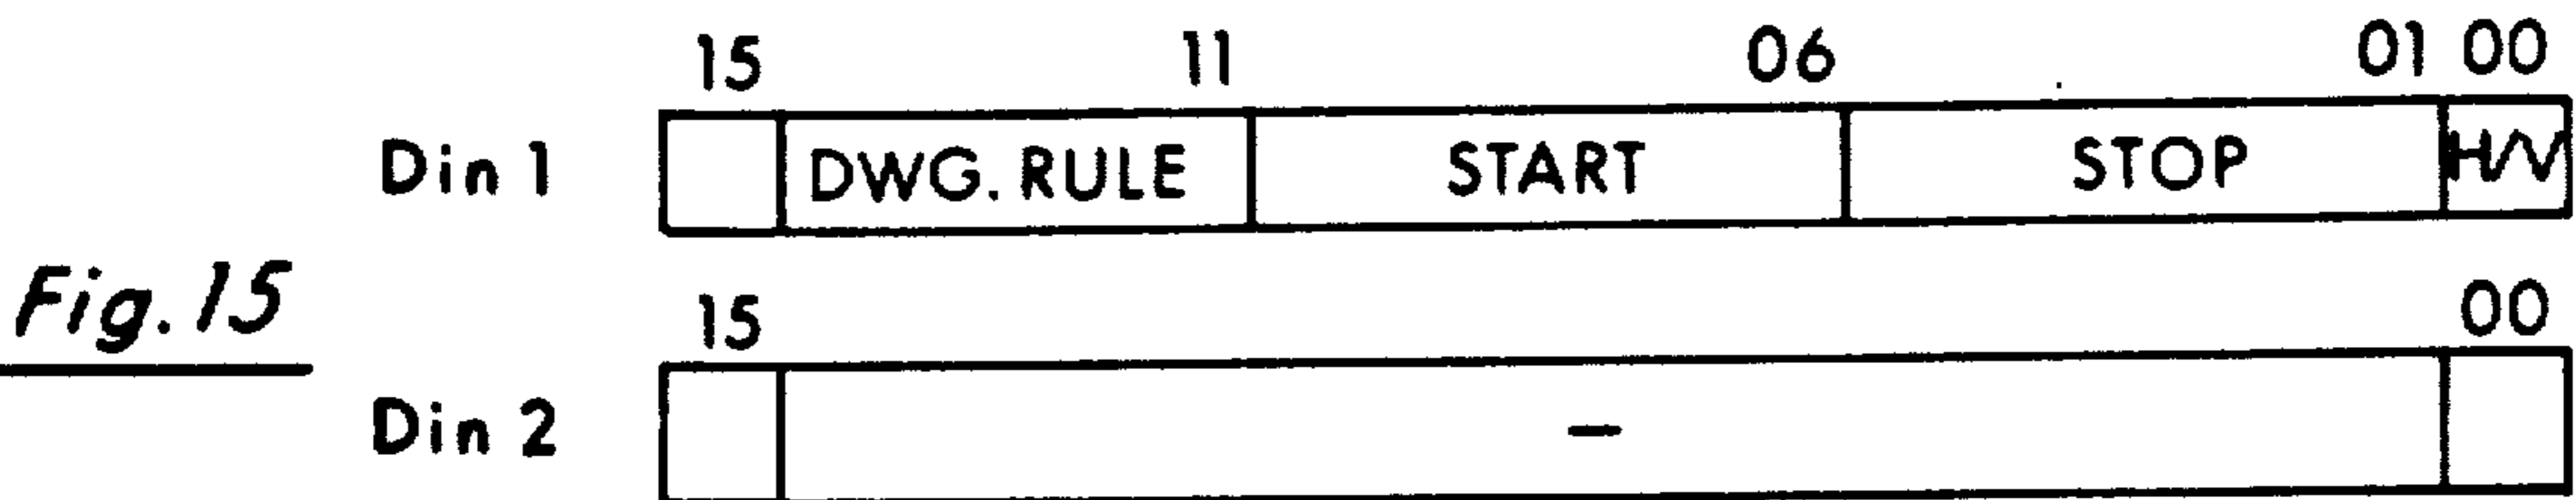 15 11 06 01 00
Din 1 DWG. RULE START STOP H/V
Fig. 15
15 00
Din 2 –